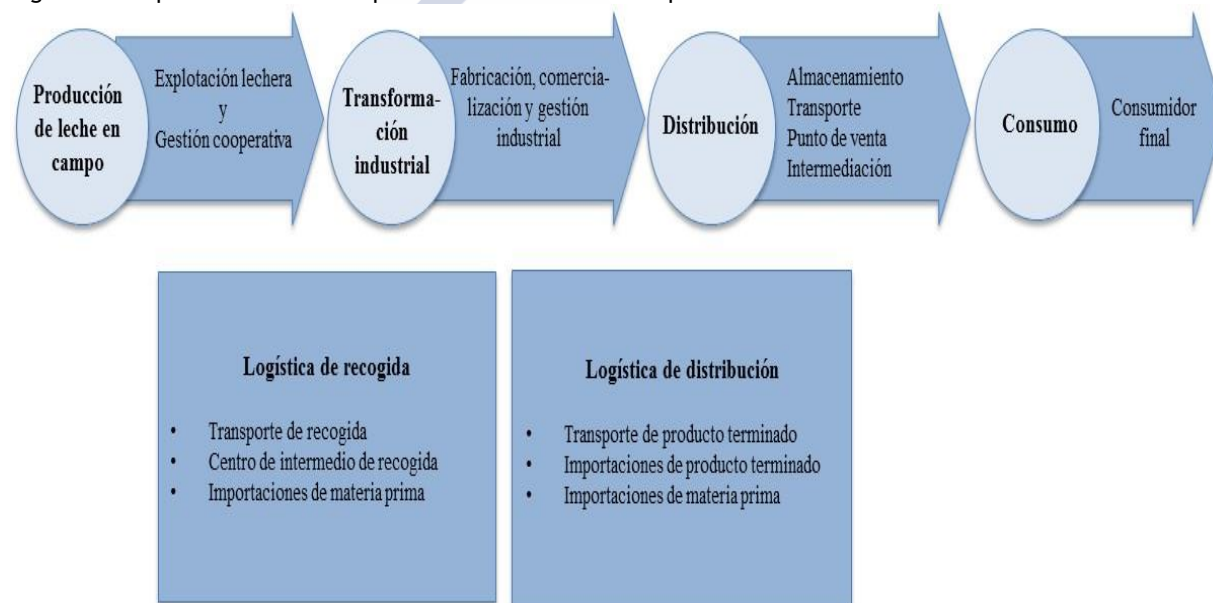 Producción
de leche en
campo
Explotación lechera
y
Gestión cooperativa
Transforma-
ción
industrial
Fabricación, comercia-
lización y gestión
industrial
Distribución
Almacenamiento
Transporte
Punto de venta
Intermediación
Consumo
Consumidor
final
Logística de recogida
• Transporte de recogida
• Centro de intermedio de recogida
• Importaciones de materia prima
Logística de distribución
• Transporte de producto terminado
• Importaciones de producto terminado
• Importaciones de materia prima